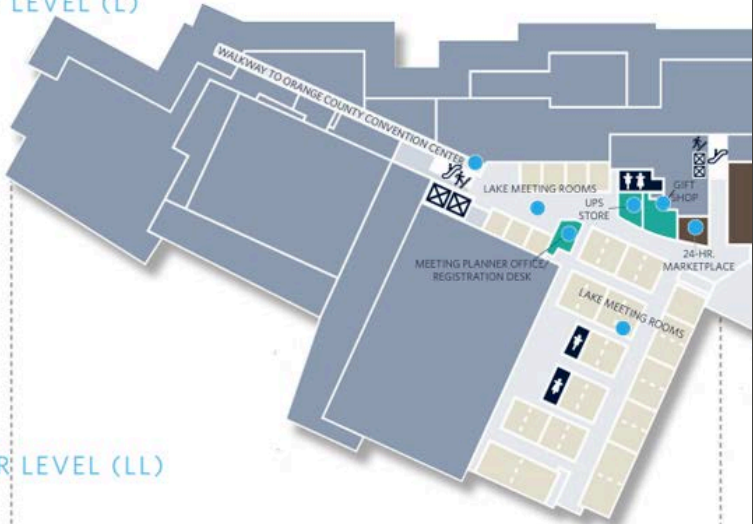 LEVEL (L)
WALKWAY TO ORANGE COUNTY CONVENTION CENTER
LAKE MEETING ROOMS
UPS
STORE
GIFT
SHOP
24-HR.
MARKETPLACE
MEETING PLANNER OFFICE/
REGISTRATION DESK
LAKE MEETING ROOMS
R LEVEL (LL)